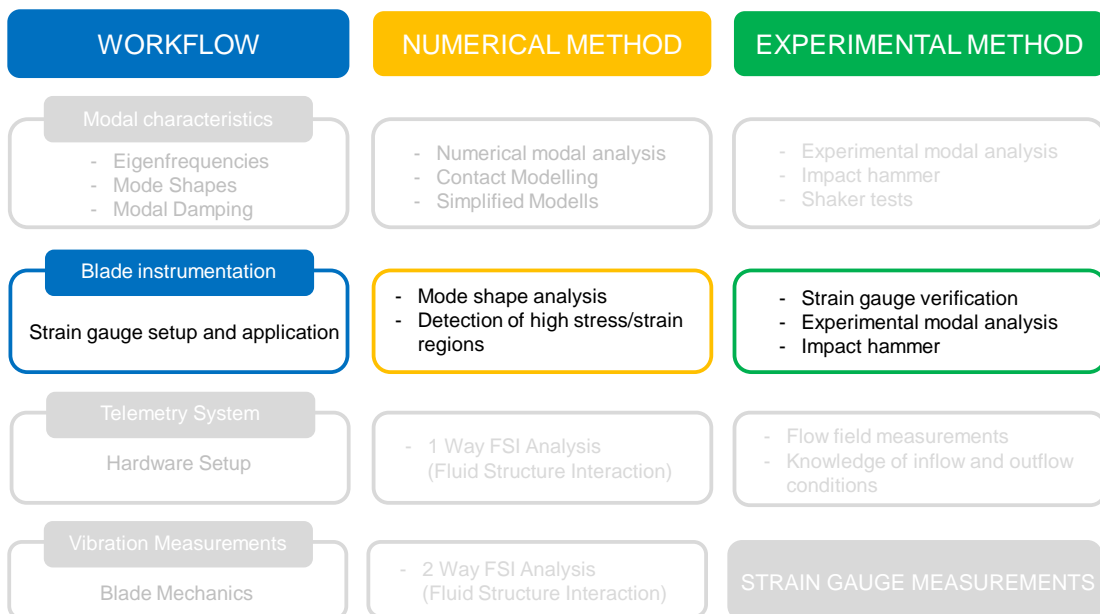 WORKFLOW
NUMERICAL METHOD
EXPERIMENTAL METHOD
Modal characteristics
- Eigenfrequencies
- Mode Shapes
- Modal Damping
- Numerical modal analysis
- Contact Modelling
- Simplified Modells
- Experimental modal analysis
- Impact hammer
- Shaker tests
Blade instrumentation
Strain gauge setup and application
- Mode shape analysis
- Detection of high stress/strain
regions
- Strain gauge verification
- Experimental modal analysis
- Impact hammer
Telemetry System
Hardware Setup
- 1 Way FSI Analysis
(Fluid Structure Interaction)
- Flow field measurements
- Knowledge of inflow and outflow
conditions
Vibration Measurements
Blade Mechanics
- 2 Way FSI Analysis
(Fluid Structure Interaction)
STRAIN GAUGE MEASUREMENTS